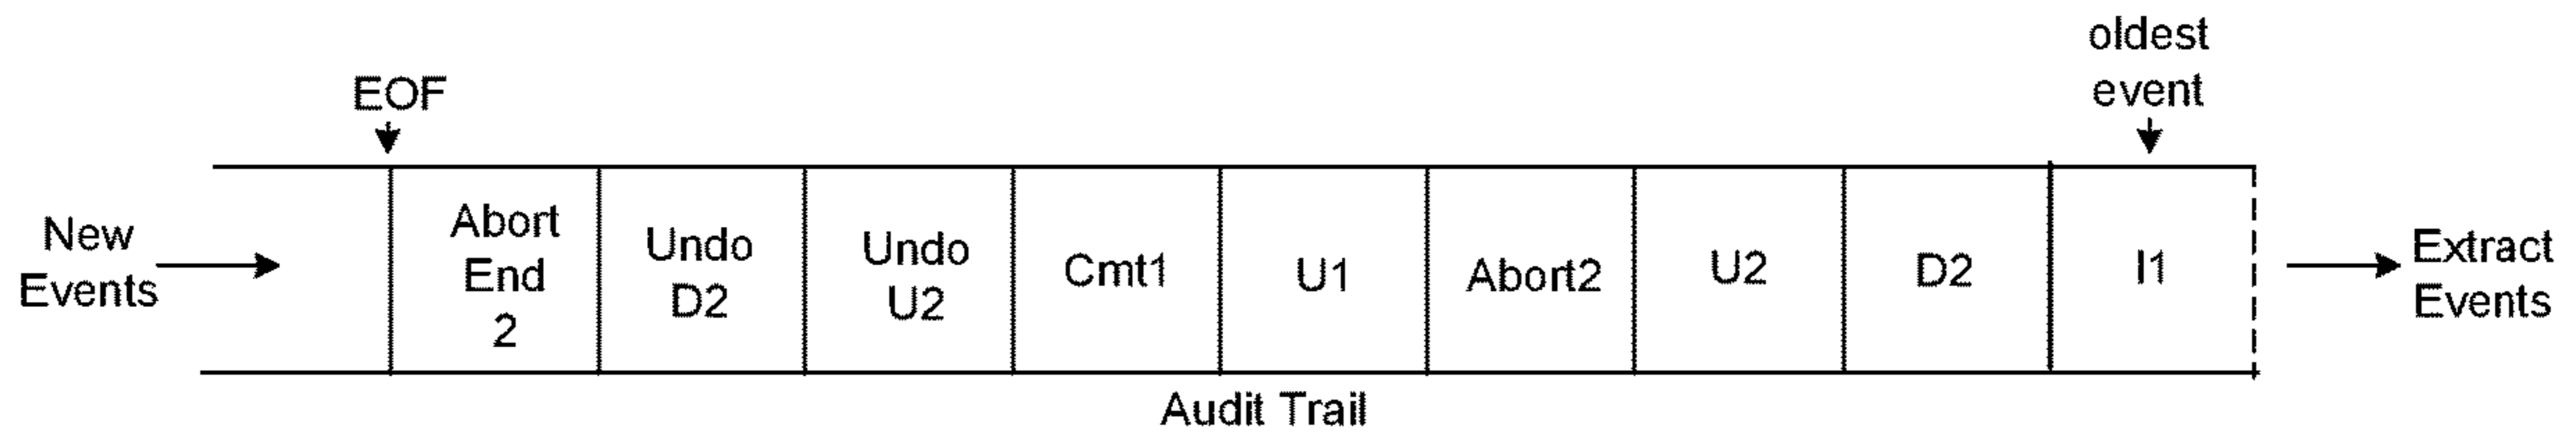 oldest
event
EOF
New
Events
Abort
End
2
Undo
D2
Undo
U2
Cmt1
U1
Abort2
U2
D2
I1
Extract
Events
Audit Trail